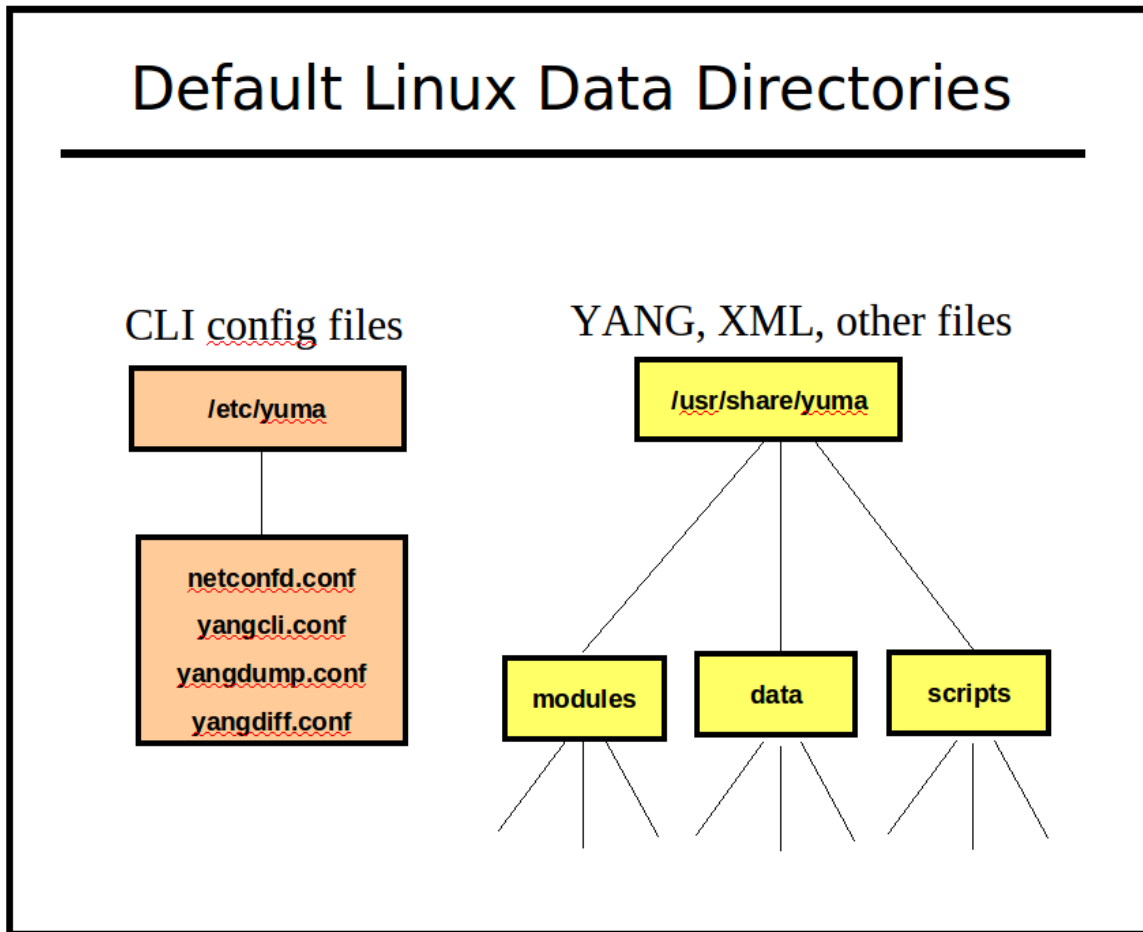 Default Linux Data Directories
CLI config files
/etc/yuma
netconfd.conf
yangcli.conf
yangdump.conf
yangdiff.conf
YANG, XML, other files
/usr/share/yuma
modules
data
scripts